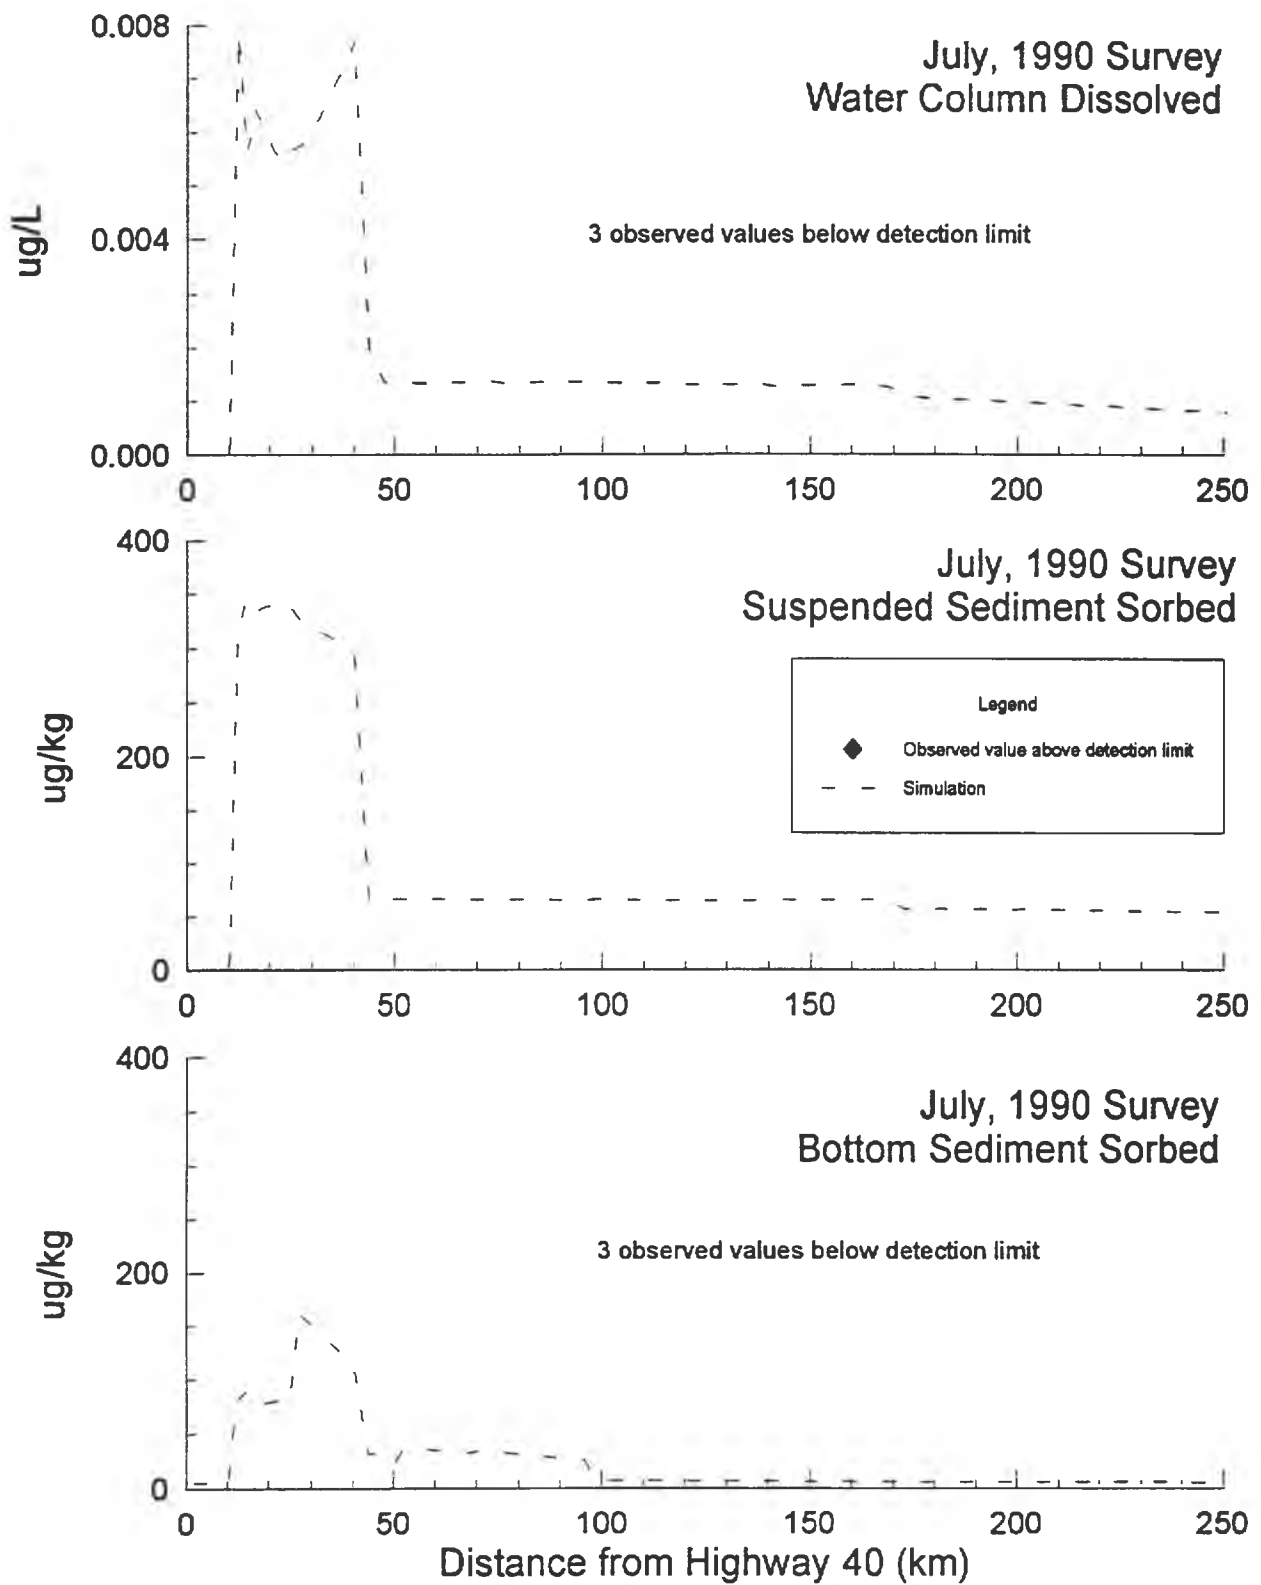 July, 1990 Survey
Water Column Dissolved
ug/L
0.008
0.004
0.000
3 observed values below detection limit
0 50 100 150 200 250
July, 1990 Survey
Suspended Sediment Sorbed
ug/kg
400
200
0
Legend
Observed value above detection limit
Simulation
0 50 100 150 200 250
July, 1990 Survey
Bottom Sediment Sorbed
ug/kg
400
200
0
3 observed values below detection limit
0 50 100 150 200 250
Distance from Highway 40 (km)